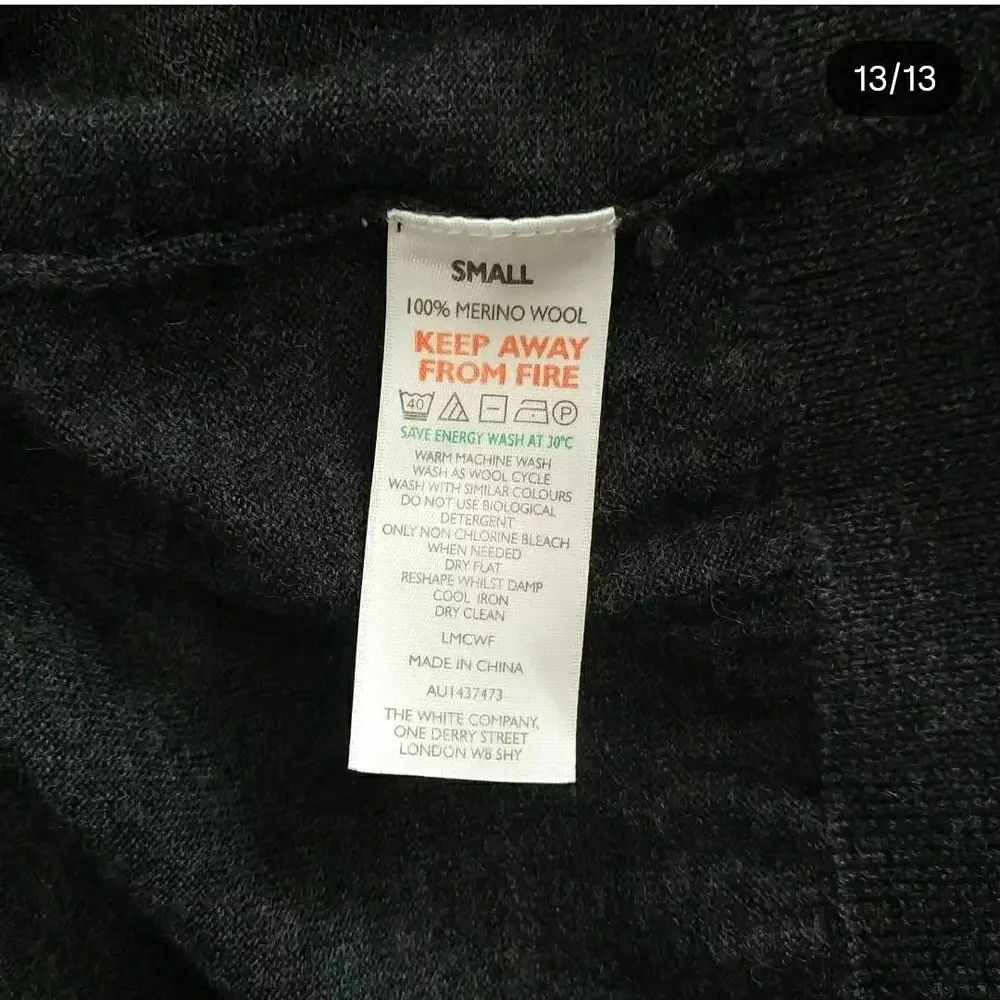 13/13
SMALL
100% MERINO WOOL
KEEP AWAY
FROM FIRE
40 P
SAVE ENERGY WASH AT 30°C
WARM MACHINE WASH
WASH AS WOOL CYCLE
WASH WITH SIMILAR COLOURS
DO NOT USE BIOLOGICAL
DETERGENT
ONLY NON CHLORINE BLEACH
WHEN NEEDED
DRY FLAT
RESHAPE WHILST DAMP
COOL IRON
DRY CLEAN
LMCWF
MADE IN CHINA
AU1437473
THE WHITE COMPANY,
ONE DERRY STREET
LONDON W8 5HY